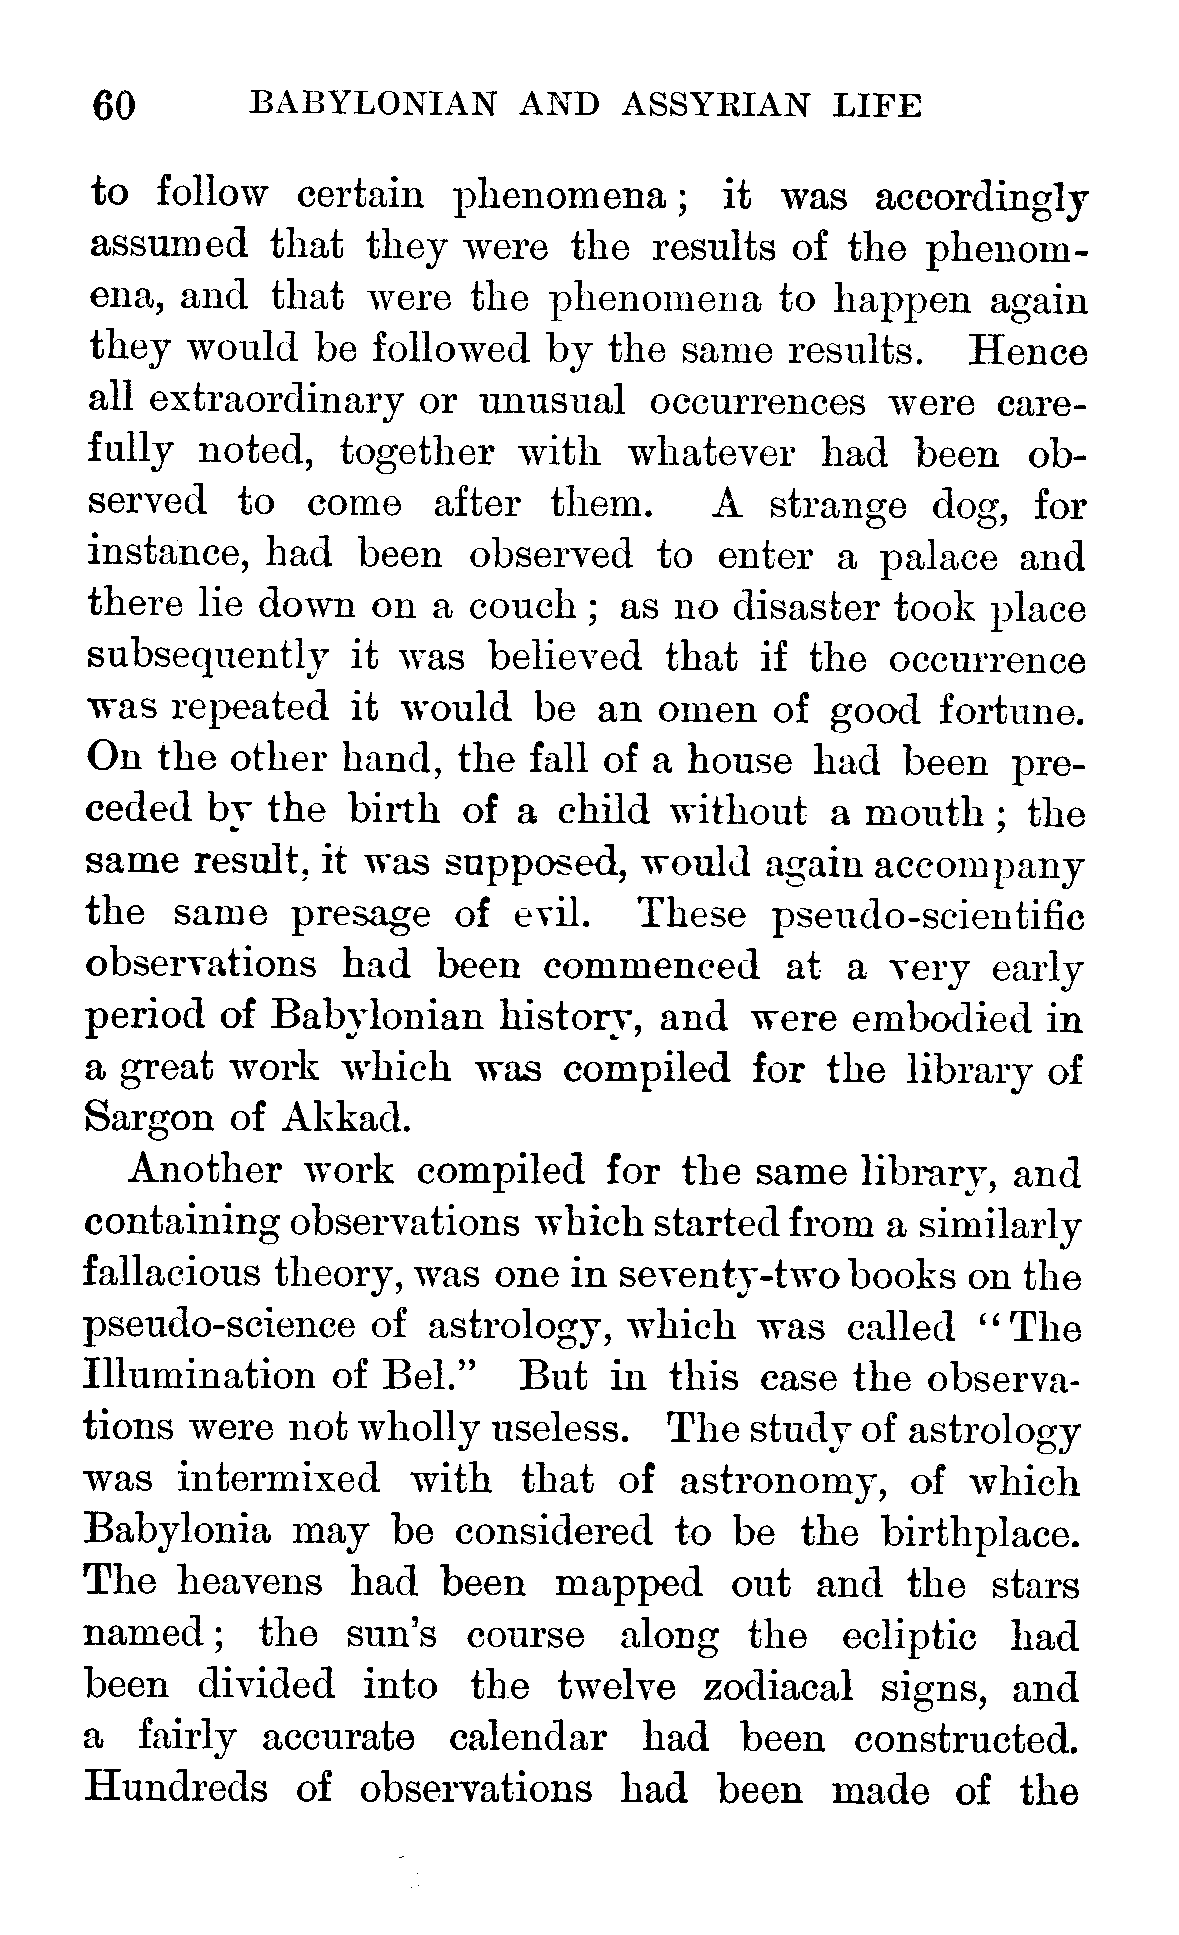 60 BABYLONIAN AND ASSYRIAN LIFE
to follow certain phenomena; it was accordingly
assumed that they were the results of the phenom-
ena, and that were the phenomena to happen again
they would be followed by the same results. Hence
all extraordinary or unusual occurrences were care-
fully noted, together with whatever had been ob-
served to come after them. A strange dog, for
instance, had been observed to enter a palace and
there lie down on a couch; as no disaster took place
subsequently it was believed that if the occurrence
was repeated it would be an omen of good fortune.
On the other hand, the fall of a house had been pre-
ceded by the birth of a child without a mouth; the
same result, it was supposed, would again accompany
the same presage of evil. These pseudo-scientific
observations had been commenced at a very early
period of Babylonian history, and were embodied in
a great work which was compiled for the library of
Sargon of Akkad.
Another work compiled for the same library, and
containing observations which started from a similarly
fallacious theory, was one in seventy-two books on the
pseudo-science of astrology, which was called “The
Illumination of Bel.” But in this case the observa-
tions were not wholly useless. The study of astrology
was intermixed with that of astronomy, of which
Babylonia may be considered to be the birthplace.
The heavens had been mapped out and the stars
named; the sun's course along the ecliptic had
been divided into the twelve zodiacal signs, and
a fairly accurate calendar had been constructed.
Hundreds of observations had been made of the